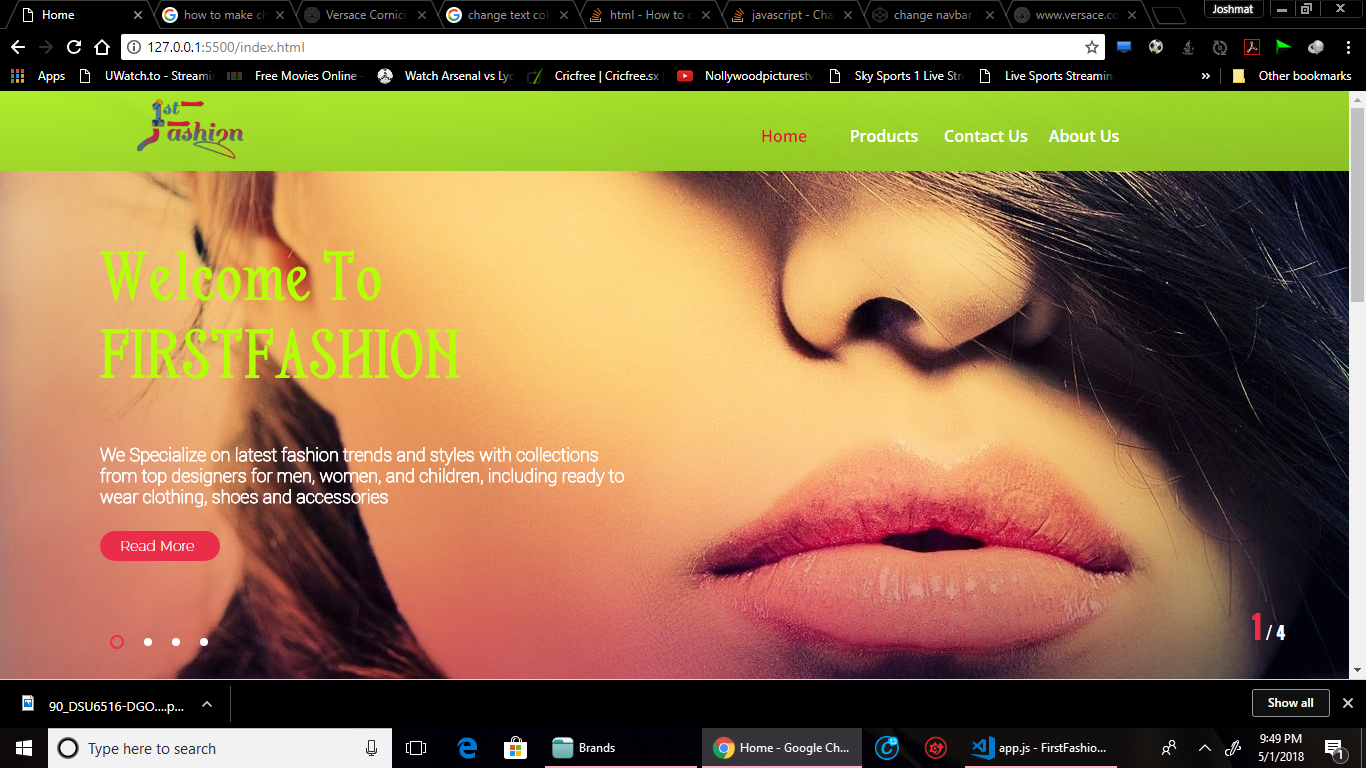 Home
how to make ch
Versace Cornici
change text col
html - How to c
javascript - Cha
change navbar
www.versace.co
Joshmat
127.0.0.1:5500/index.html
Apps
UWatch.to - Streami
Free Movies Online -
Watch Arsenal vs Lyo
Cricfree | Cricfree.sx
Nollywoodpicturestv
Sky Sports 1 Live Stre
Live Sports Streamin
»
Other bookmarks
1st Fashion
Home
Products
Contact Us
About Us
Welcome To
FIRSTFASHION
We Specialize on latest fashion trends and styles with collections
from top designers for men, women, and children, including ready to
wear clothing, shoes and accessories
Read More
1 / 4
90_DSU6516-DGO....p...
Show all
Type here to search
Brands
Home - Google Ch...
app.js - FirstFashio...
9:49 PM
5/1/2018
1